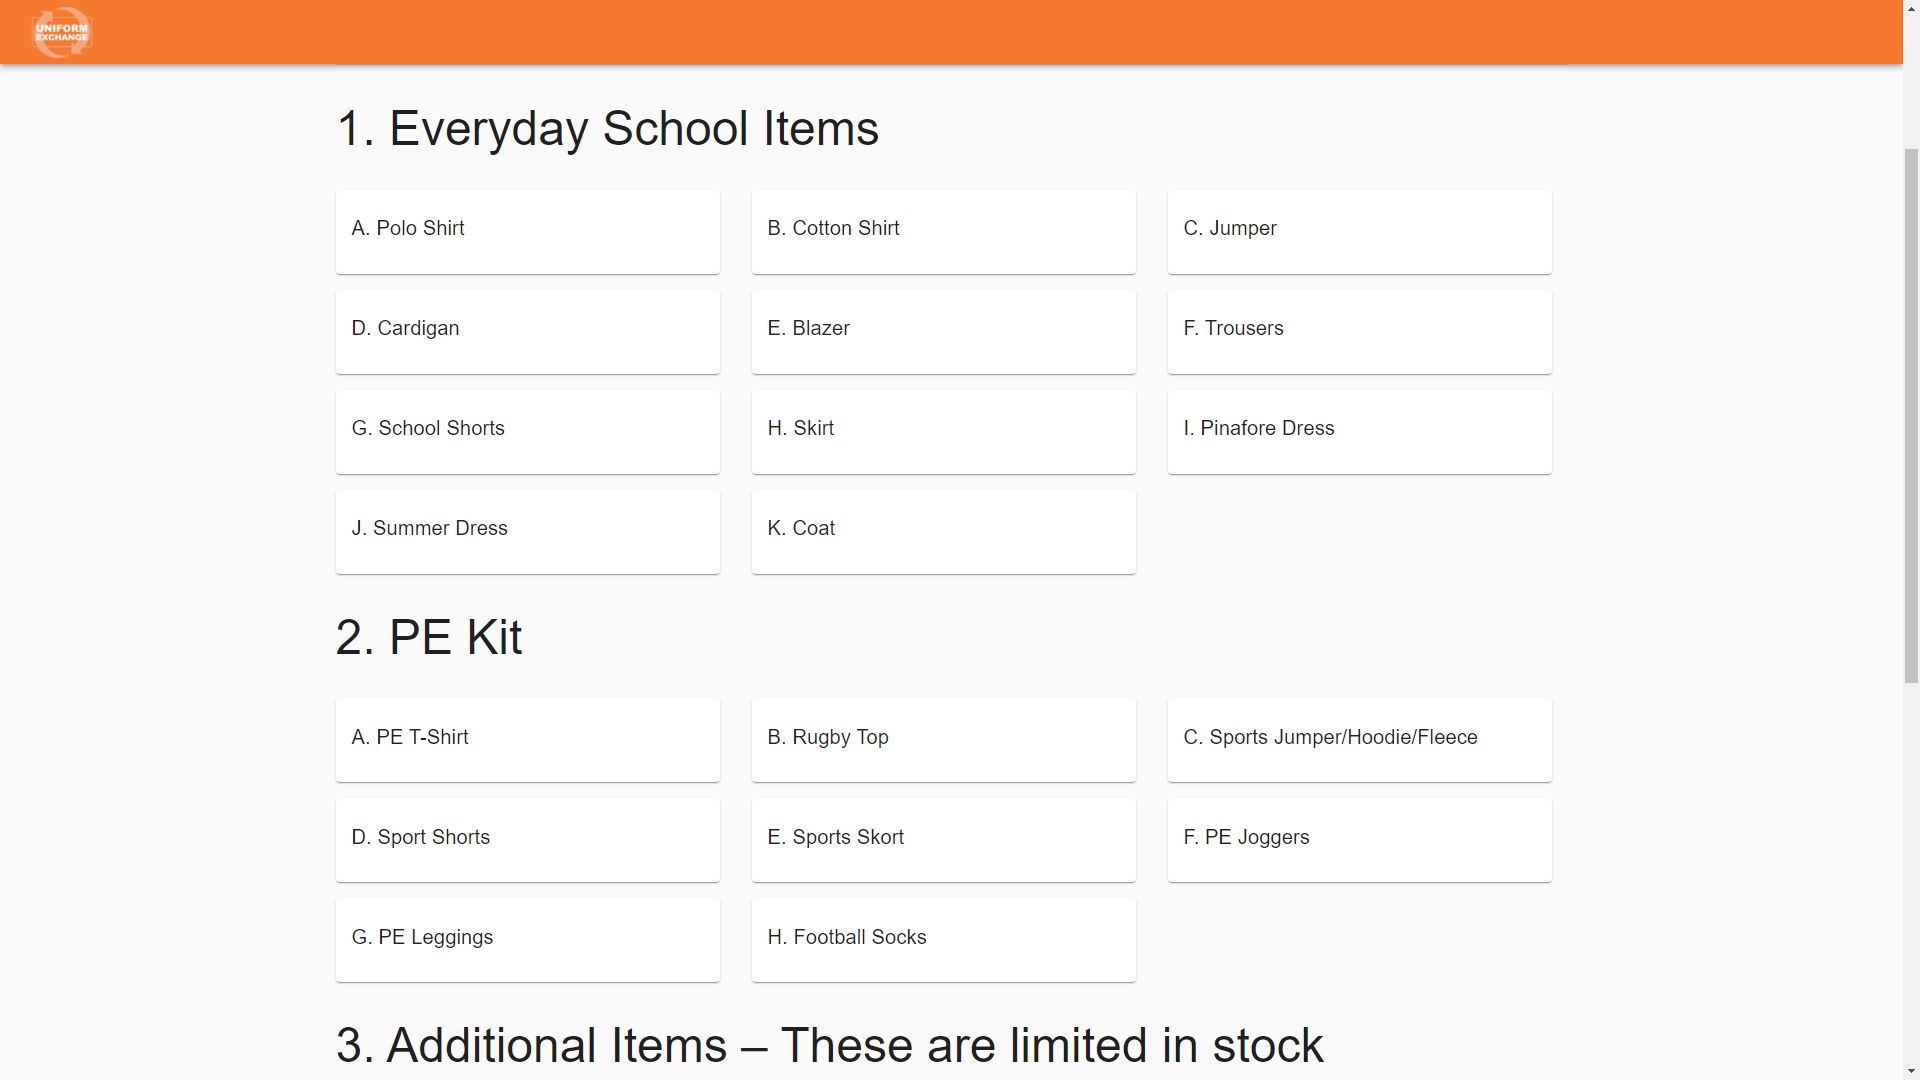 UNIFORM
EXCHANGE
1. Everyday School Items
A. Polo Shirt
B. Cotton Shirt
C. Jumper
D. Cardigan
E. Blazer
F. Trousers
G. School Shorts
H. Skirt
I. Pinafore Dress
J. Summer Dress
K. Coat
2. PE Kit
A. PE T-Shirt
B. Rugby Top
C. Sports Jumper/Hoodie/Fleece
D. Sport Shorts
E. Sports Skort
F. PE Joggers
G. PE Leggings
H. Football Socks
3. Additional Items – These are limited in stock